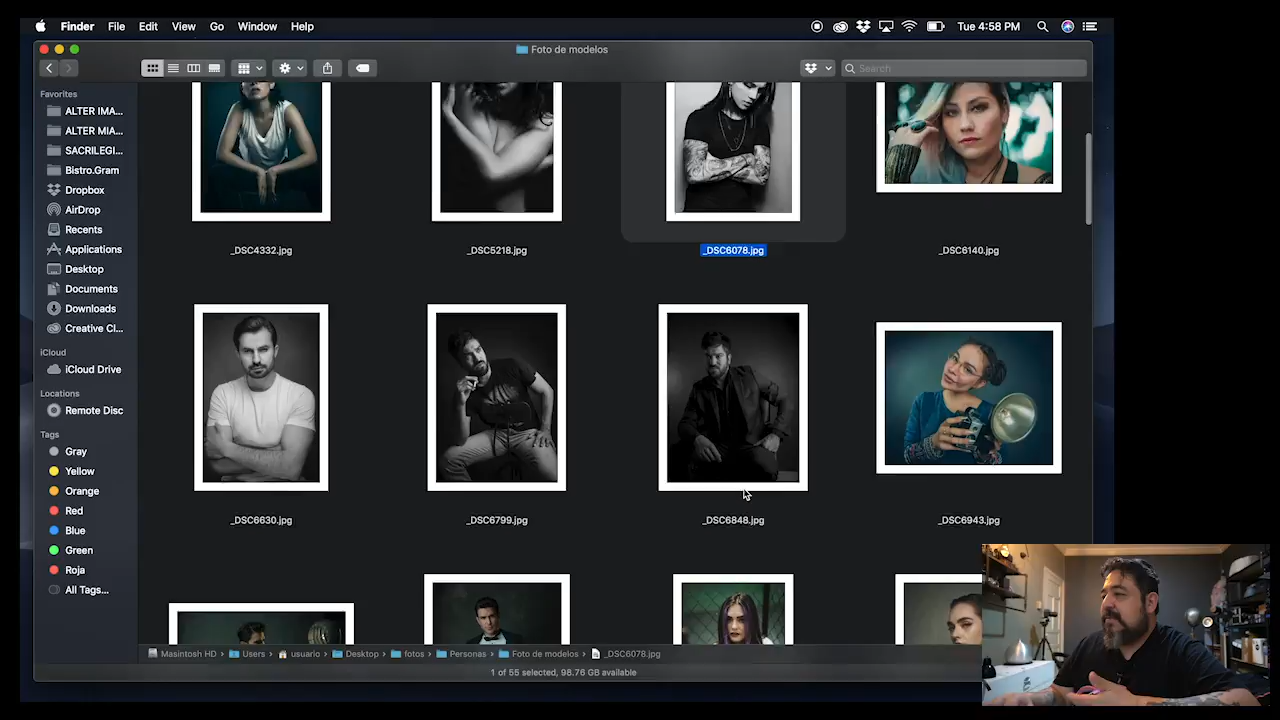 Finder File Edit View Go Window Help Tue 4:58 PM
Foto de modelos
Search
Favorites
ALTER IMA...
ALTER MIA...
SACRILEGI...
Bistro.Gram
Dropbox
AirDrop
Recents
Applications
Desktop
Documents
Downloads
Creative Cl...
iCloud
iCloud Drive
Locations
Remote Disc
Tags
Gray
Yellow
Orange
Red
Blue
Green
Roja
All Tags...
_DSC4332.jpg _DSC5218.jpg _DSC6078.jpg _DSC6140.jpg
_DSC6630.jpg _DSC6799.jpg _DSC6848.jpg _DSC6943.jpg
Masintosh HD Users usuario Desktop fotos Personas Foto de modelos _DSC6078.jpg
1 of 55 selected, 98.76 GB available